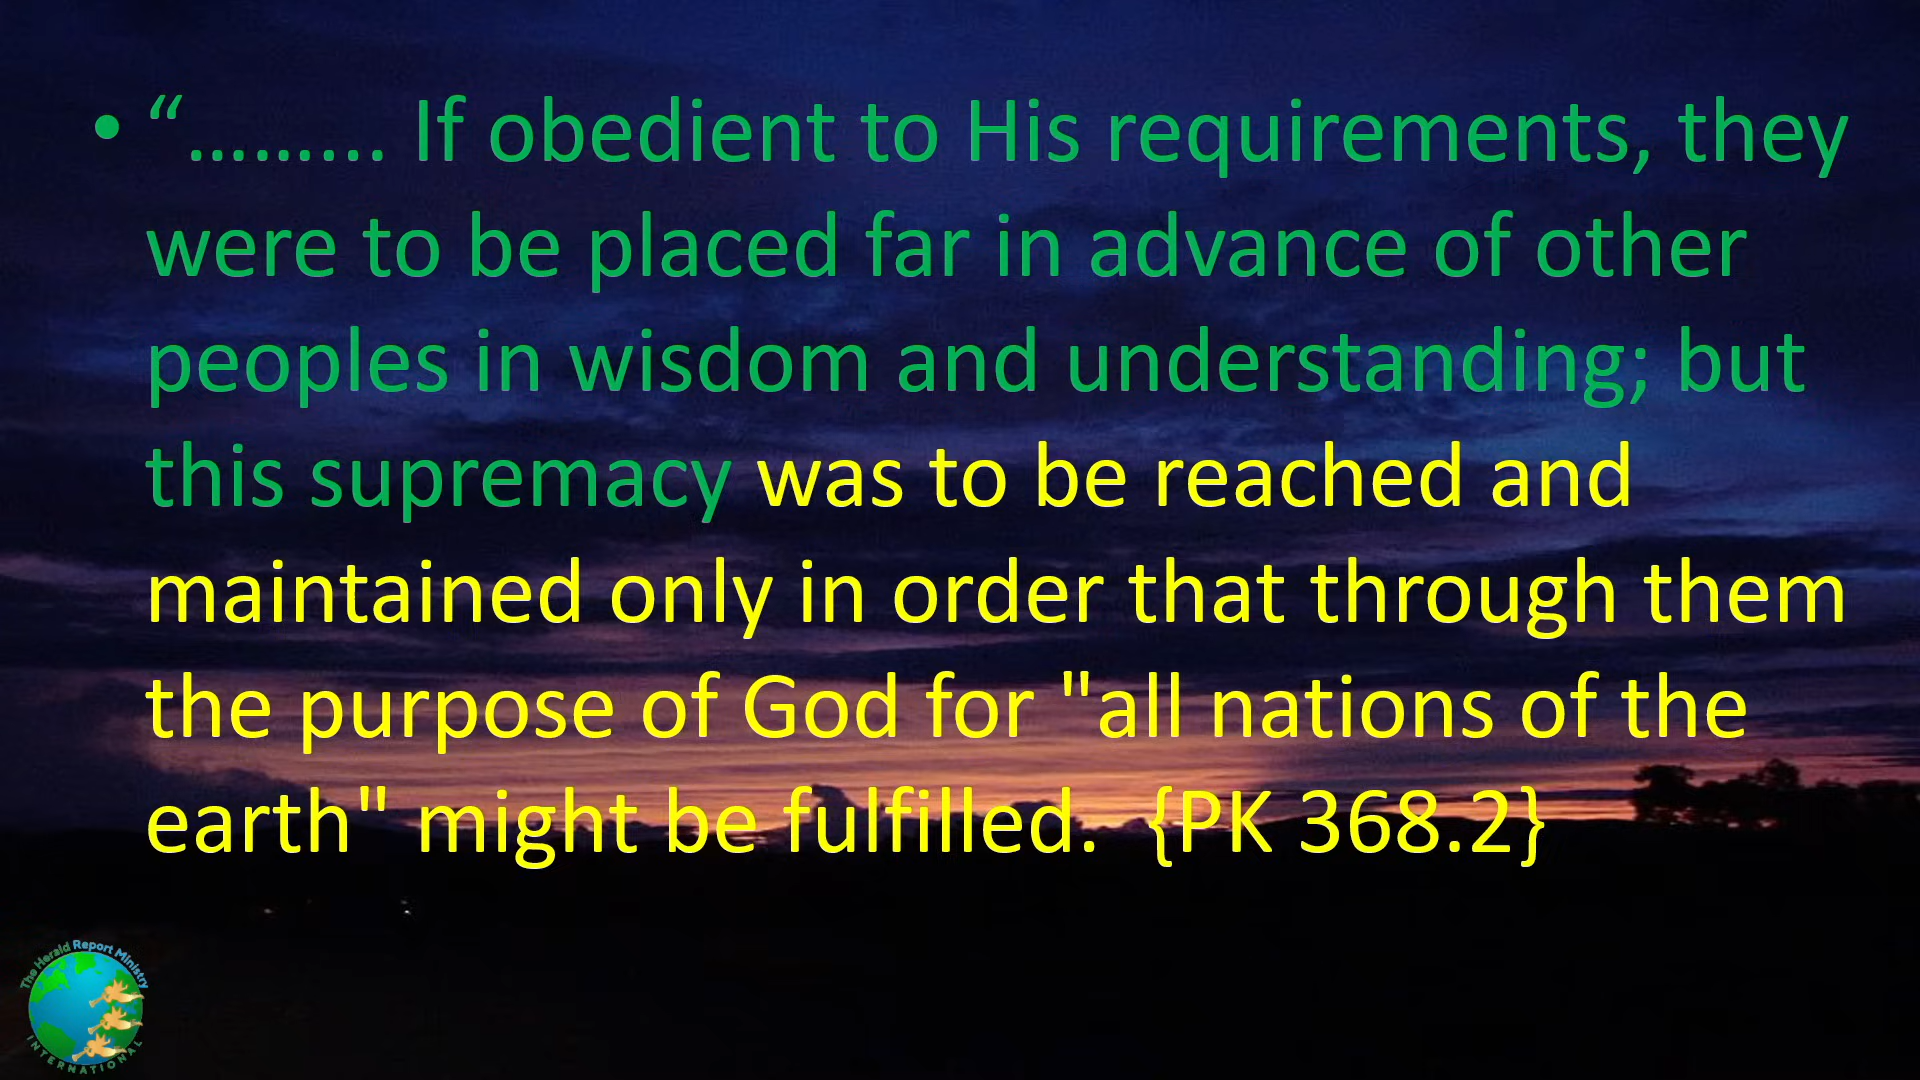 • “……... If obedient to His requirements, they
were to be placed far in advance of other
peoples in wisdom and understanding; but
this supremacy was to be reached and
maintained only in order that through them
the purpose of God for "all nations of the
earth" might be fulfilled.  {PK 368.2}
The Herald Report Ministry
INTERNATIONAL